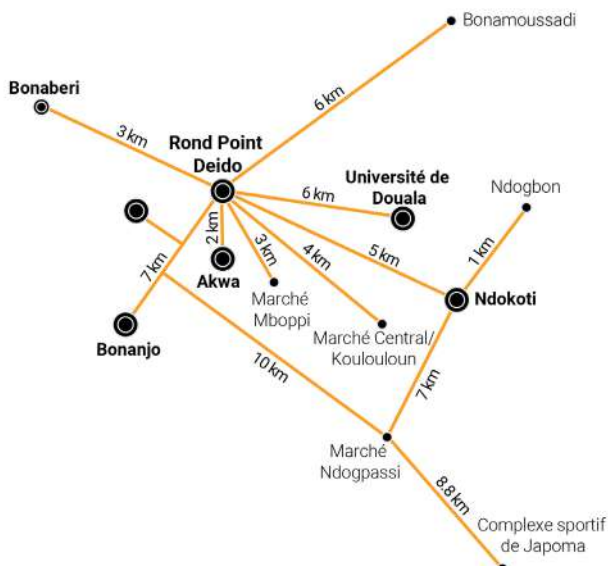 Bonamoussadi
Bonaberi
3 km
6 km
Rond Point
Deido
Université de
Douala
6 km
Ndogbon
2 km
3 km
4 km
5 km
1 km
7 km
Akwa
Marché
Mboppi
Ndokoti
Bonanjo
Marché Central/
Koulouloun
10 km
7 km
Marché
Ndogpassi
8.8 km
Complexe sportif
de Japoma